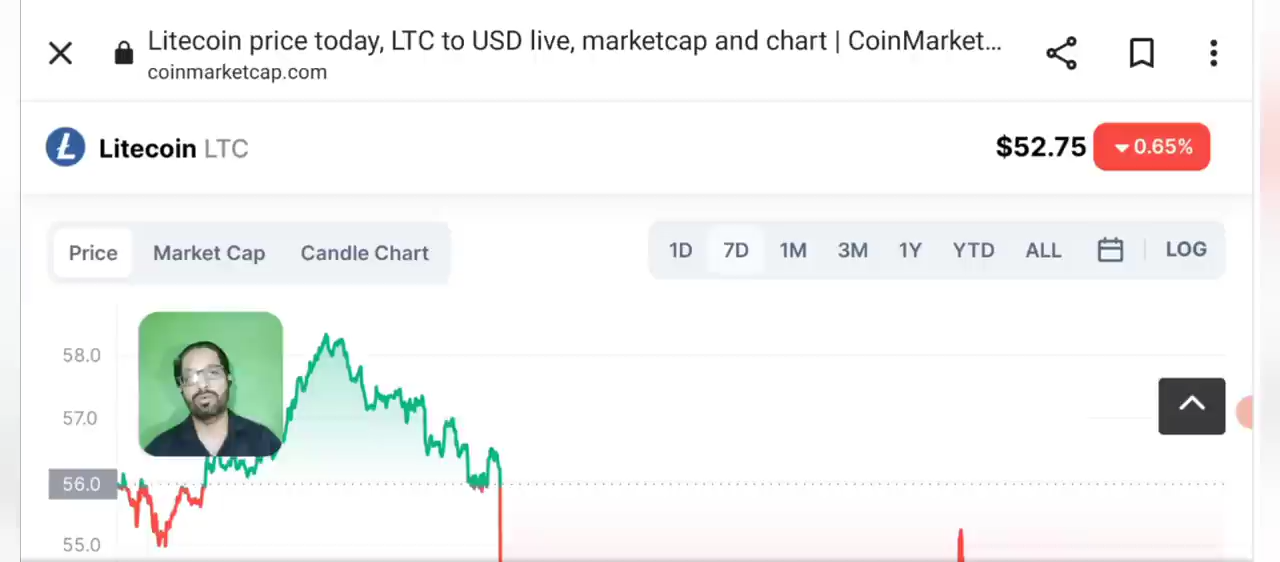 Litecoin price today, LTC to USD live, marketcap and chart | CoinMarket...
coinmarketcap.com
Litecoin LTC
$52.75 0.65%
Price Market Cap Candle Chart
1D 7D 1M 3M 1Y YTD ALL LOG
58.0
57.0
56.0
55.0